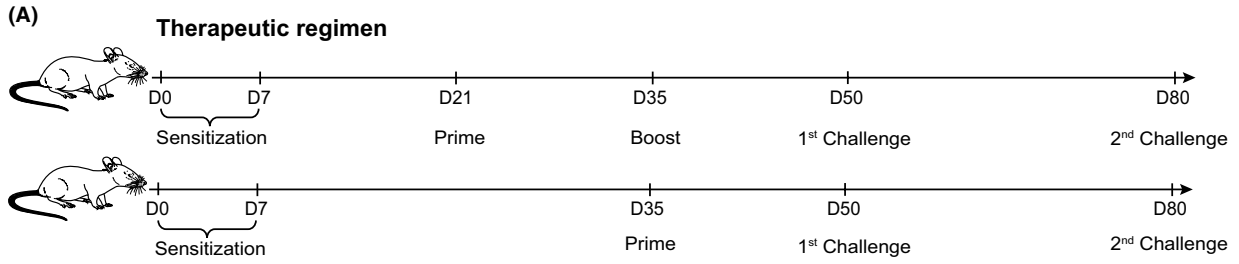 (A)
Therapeutic regimen
D0 D7 D21 D35 D50 D80
Sensitization Prime Boost 1st Challenge 2nd Challenge
D0 D7 D35 D50 D80
Sensitization Prime 1st Challenge 2nd Challenge